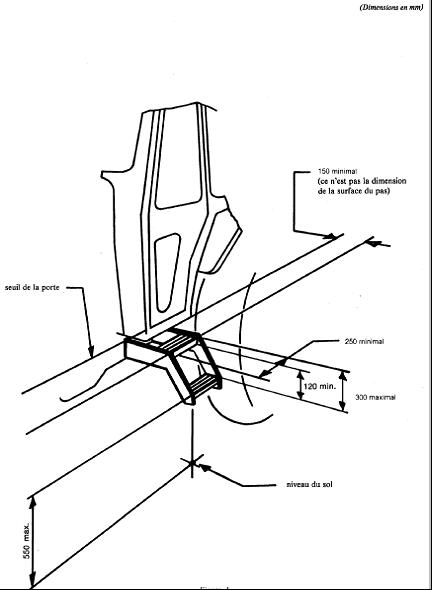 (Dimensions en mm)
150 minimal
(ce n'est pas la dimension
de la surface du pas)
seuil de la porte
250 minimal
120 min.
300 maximal
niveau du sol
550 max.